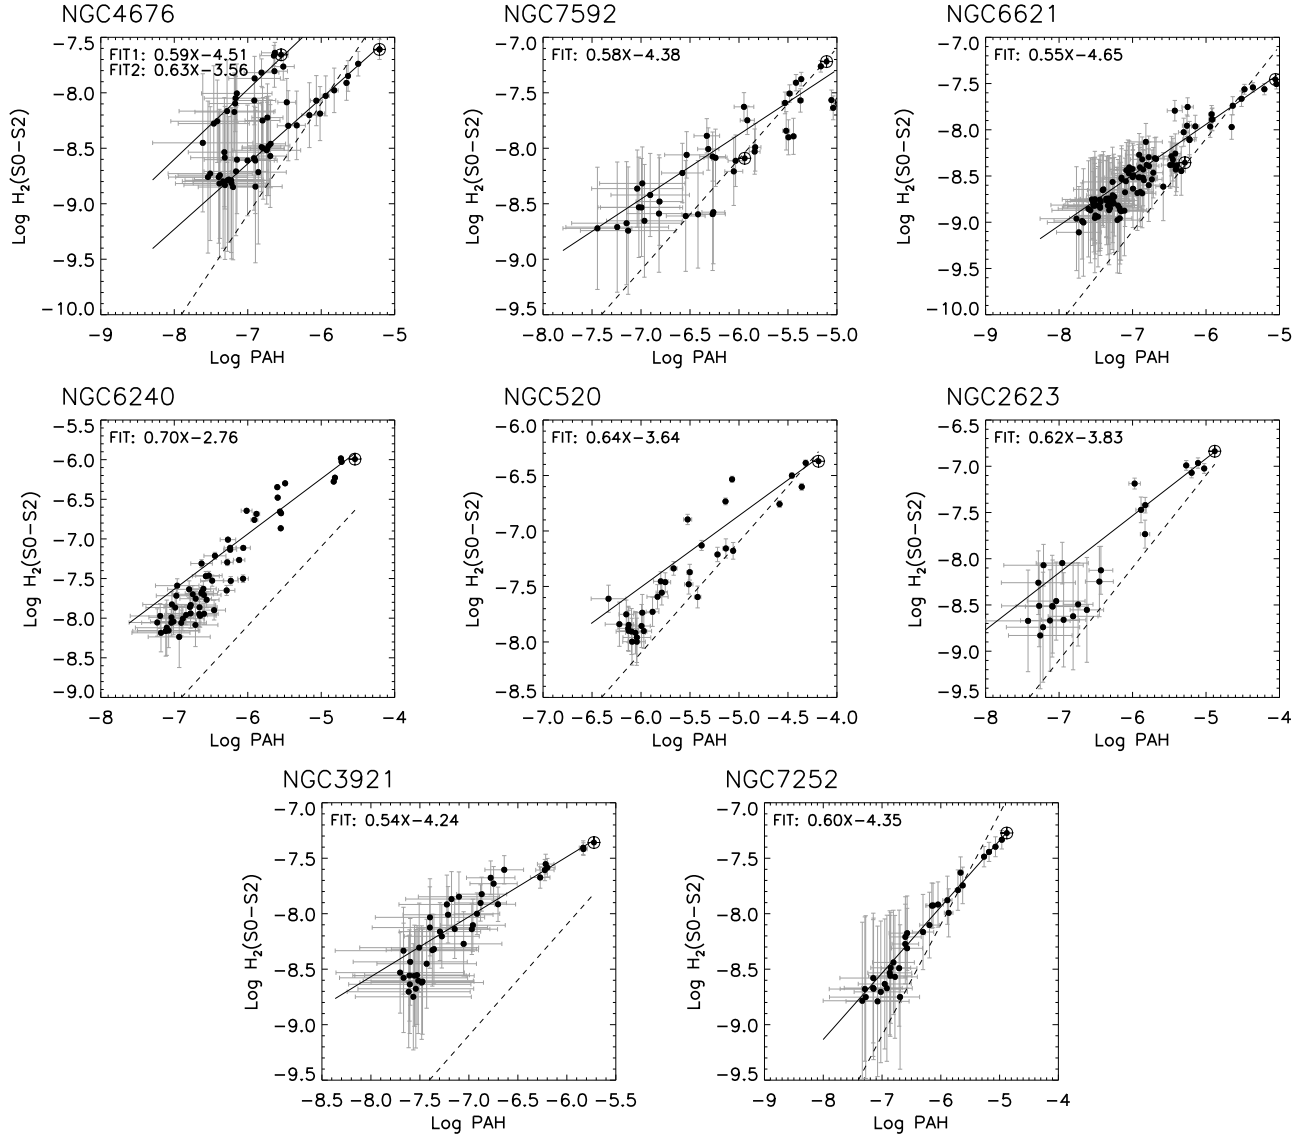 NGC4676
FIT1: 0.59X−4.51
FIT2: 0.63X−3.56
−7.5
−8.0
−8.5
−9.0
−9.5
−10.0
Log H2(S0−S2)
−9 −8 −7 −6 −5
Log PAH
NGC7592
FIT: 0.58X−4.38
−7.0
−7.5
−8.0
−8.5
−9.0
−9.5
Log H2(S0−S2)
−8.0 −7.5 −7.0 −6.5 −6.0 −5.5 −5.0
Log PAH
NGC6621
FIT: 0.55X−4.65
−7.0
−7.5
−8.0
−8.5
−9.0
−9.5
−10.0
Log H2(S0−S2)
−9 −8 −7 −6 −5
Log PAH
NGC6240
FIT: 0.70X−2.76
−5.5
−6.0
−6.5
−7.0
−7.5
−8.0
−8.5
−9.0
Log H2(S0−S2)
−8 −7 −6 −5 −4
Log PAH
NGC520
FIT: 0.64X−3.64
−6.0
−6.5
−7.0
−7.5
−8.0
−8.5
Log H2(S0−S2)
−7.0 −6.5 −6.0 −5.5 −5.0 −4.5 −4.0
Log PAH
NGC2623
FIT: 0.62X−3.83
−6.5
−7.0
−7.5
−8.0
−8.5
−9.0
−9.5
Log H2(S0−S2)
−8 −7 −6 −5 −4
Log PAH
NGC3921
FIT: 0.54X−4.24
−7.0
−7.5
−8.0
−8.5
−9.0
−9.5
Log H2(S0−S2)
−8.5 −8.0 −7.5 −7.0 −6.5 −6.0 −5.5
Log PAH
NGC7252
FIT: 0.60X−4.35
−7.0
−7.5
−8.0
−8.5
−9.0
−9.5
Log H2(S0−S2)
−9 −8 −7 −6 −5 −4
Log PAH